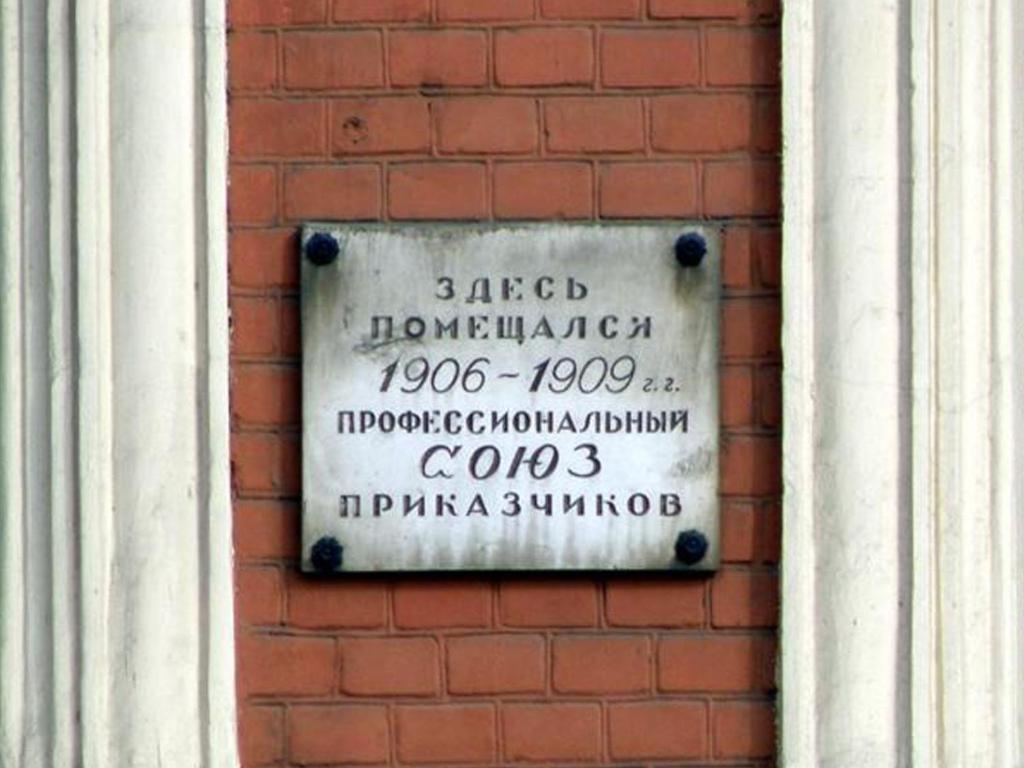 ЗДЕСЬ
ПОМЕЩАЛСЯ
1906-1909 г.г.
ПРОФЕССИОНАЛЬНЫЙ
СОЮЗ
ПРИКАЗЧИКОВ